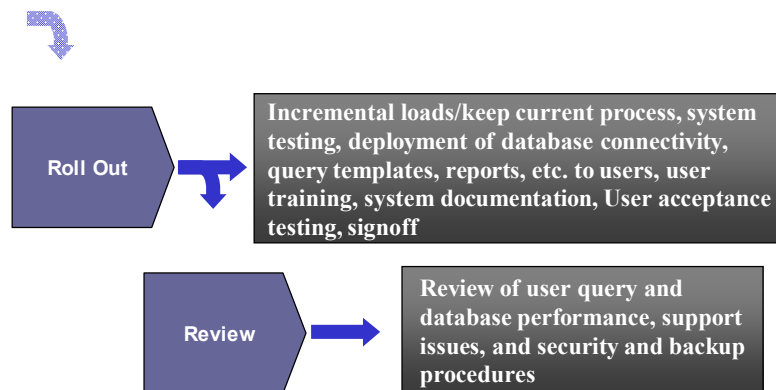 Roll Out
Incremental loads/keep current process, system
testing, deployment of database connectivity,
query templates, reports, etc. to users, user
training, system documentation, User acceptance
testing, signoff
Review
Review of user query and
database performance, support
issues, and security and backup
procedures